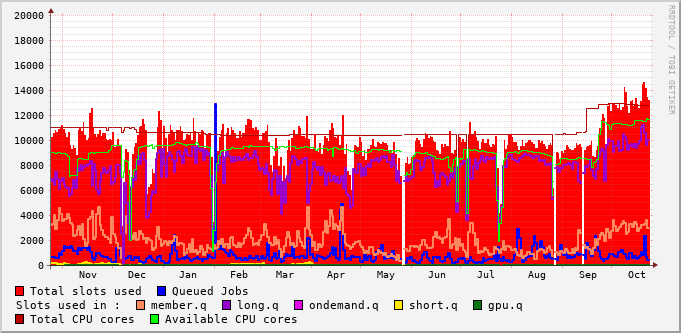 20000
18000
16000
14000
12000
10000
8000
6000
4000
2000
0
Nov Dec Jan Feb Mar Apr May Jun Jul Aug Sep Oct
RRDTOOL / TOBI OETIKER
Total slots used Queued Jobs
Slots used in : member.q long.q ondemand.q short.q gpu.q
Total CPU cores Available CPU cores